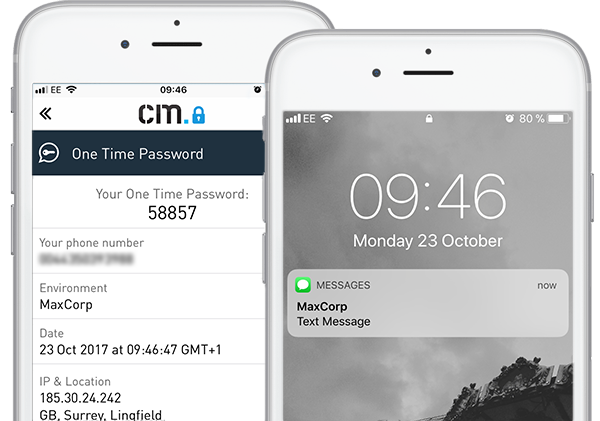 EE 09:46
cm.
One Time Password
Your One Time Password:
58857
Your phone number
Environment
MaxCorp
Date
23 Oct 2017 at 09:46:47 GMT+1
IP & Location
185.30.24.242
GB, Surrey, Lingfield
EE 80 %
09:46
Monday 23 October
MESSAGES now
MaxCorp
Text Message